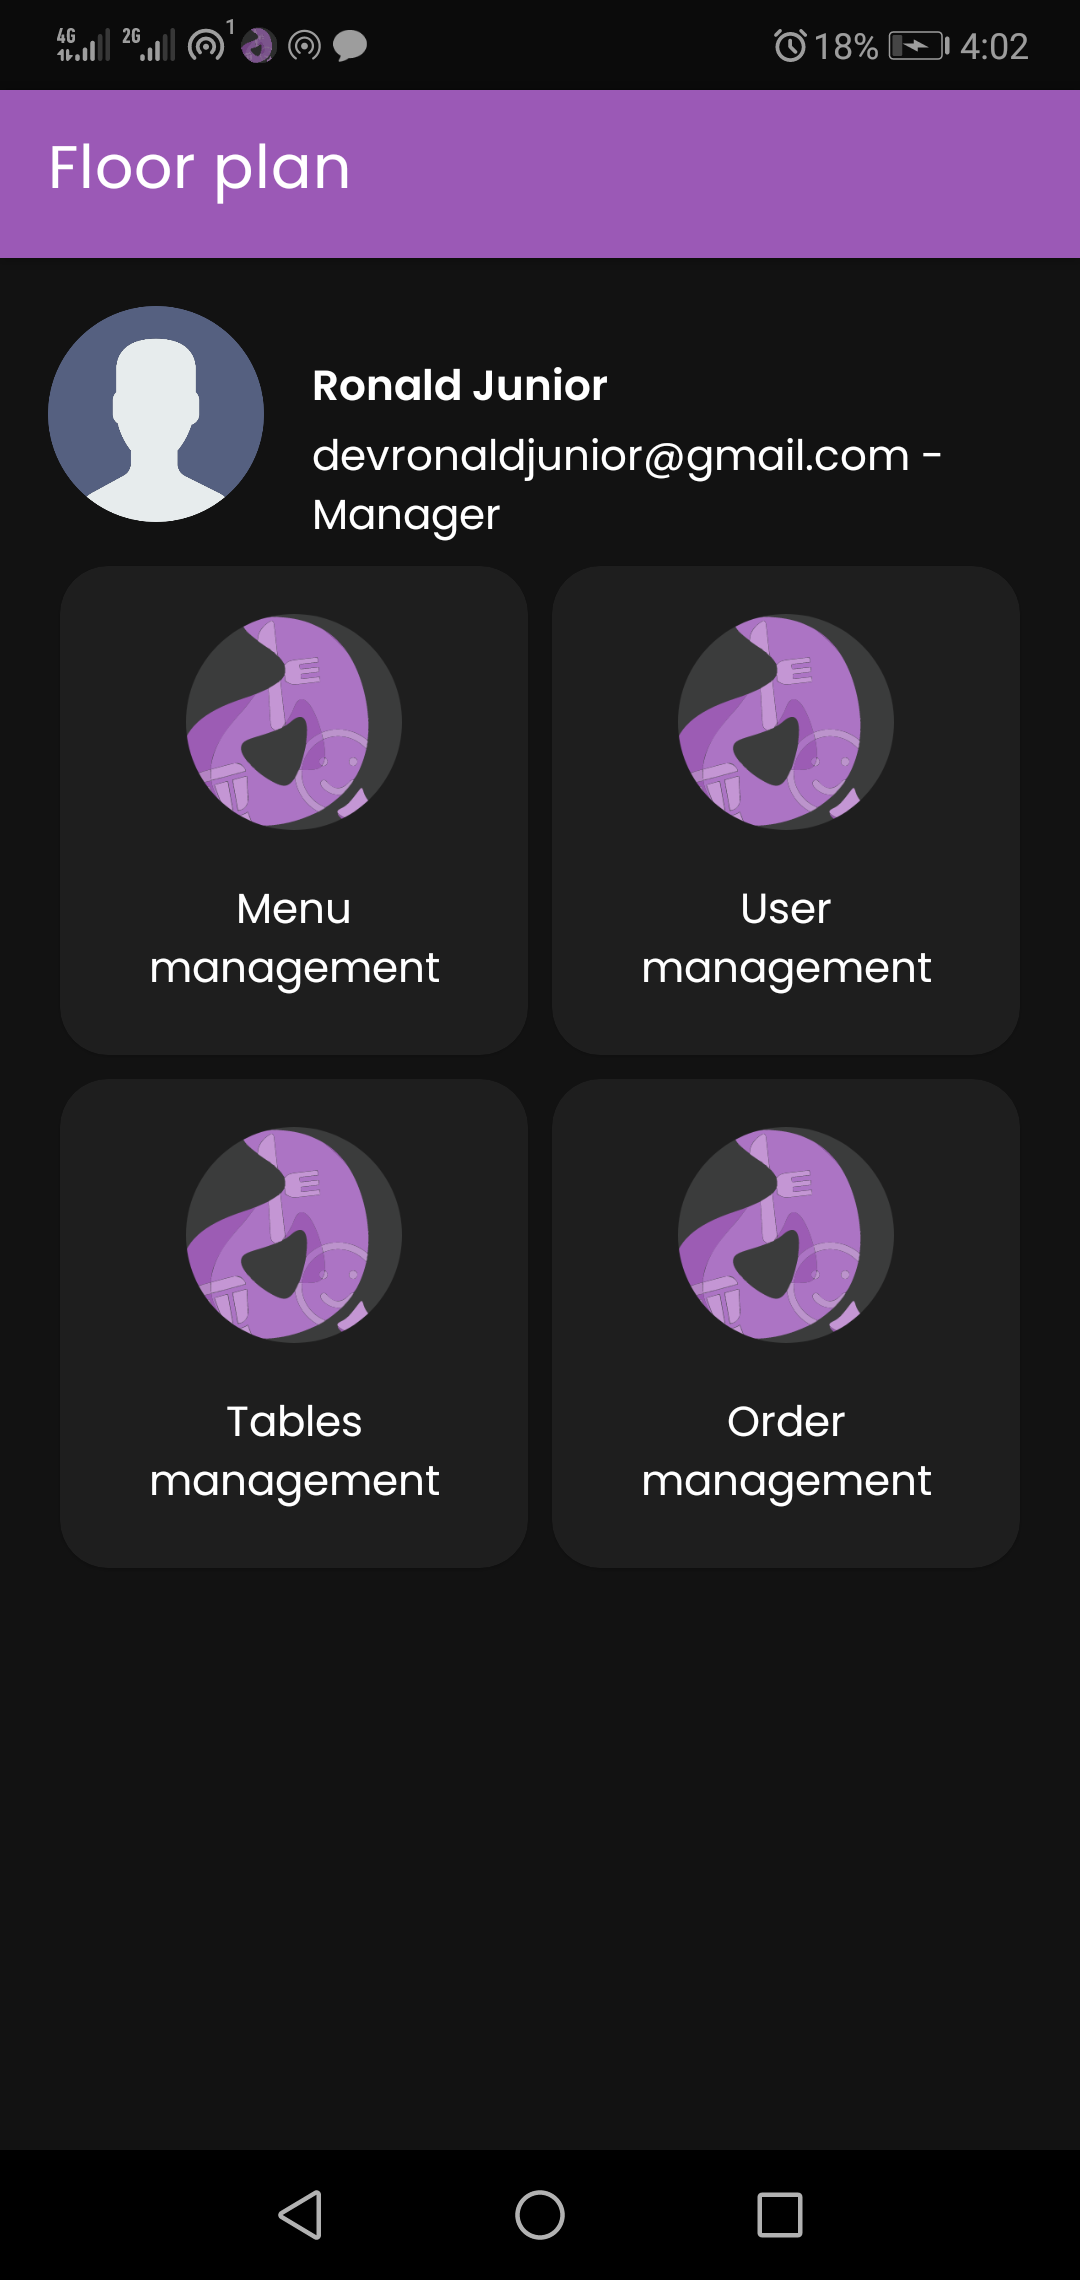 4G 2G 1 18% 4:02
Floor plan
Ronald Junior
devronaldjunior@gmail.com -
Manager
Menu
management
User
management
Tables
management
Order
management